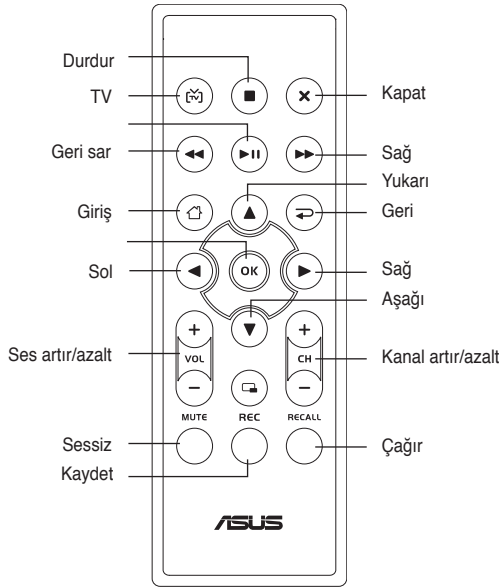 Durdur
TV
Kapat
TV
Geri sar
Sağ
Yukarı
Giriş
Geri
OK
Sol
Sağ
Aşağı
+
+
Ses artır/azalt
VOL
CH
Kanal artır/azalt
−
−
MUTE
REC
RECALL
Sessiz
Çağır
Kaydet
ASUS